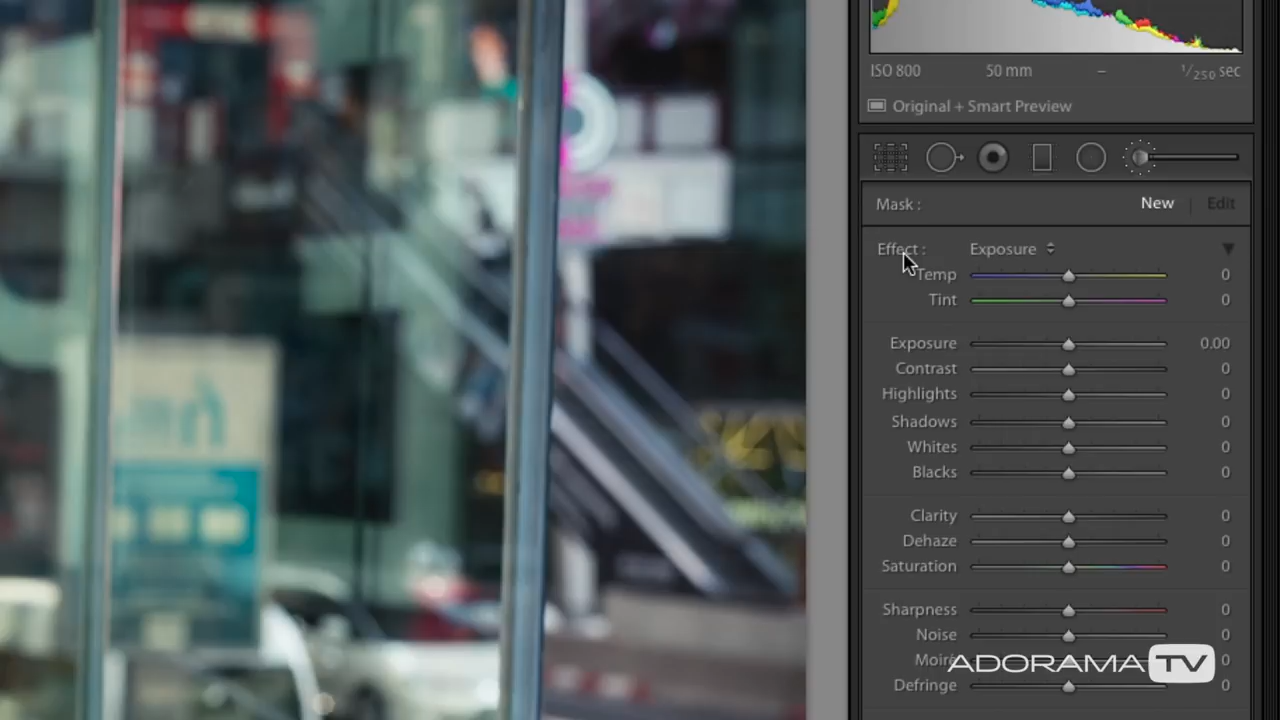 ISO 800 50 mm – 1/250 sec
Original + Smart Preview
Mask : New | Edit
Effect : Exposure
Temp 0
Tint 0
Exposure 0.00
Contrast 0
Highlights 0
Shadows 0
Whites 0
Blacks 0
Clarity 0
Dehaze 0
Saturation 0
Sharpness 0
Noise 0
Moiré 0
ADORAMA TV
Defringe 0